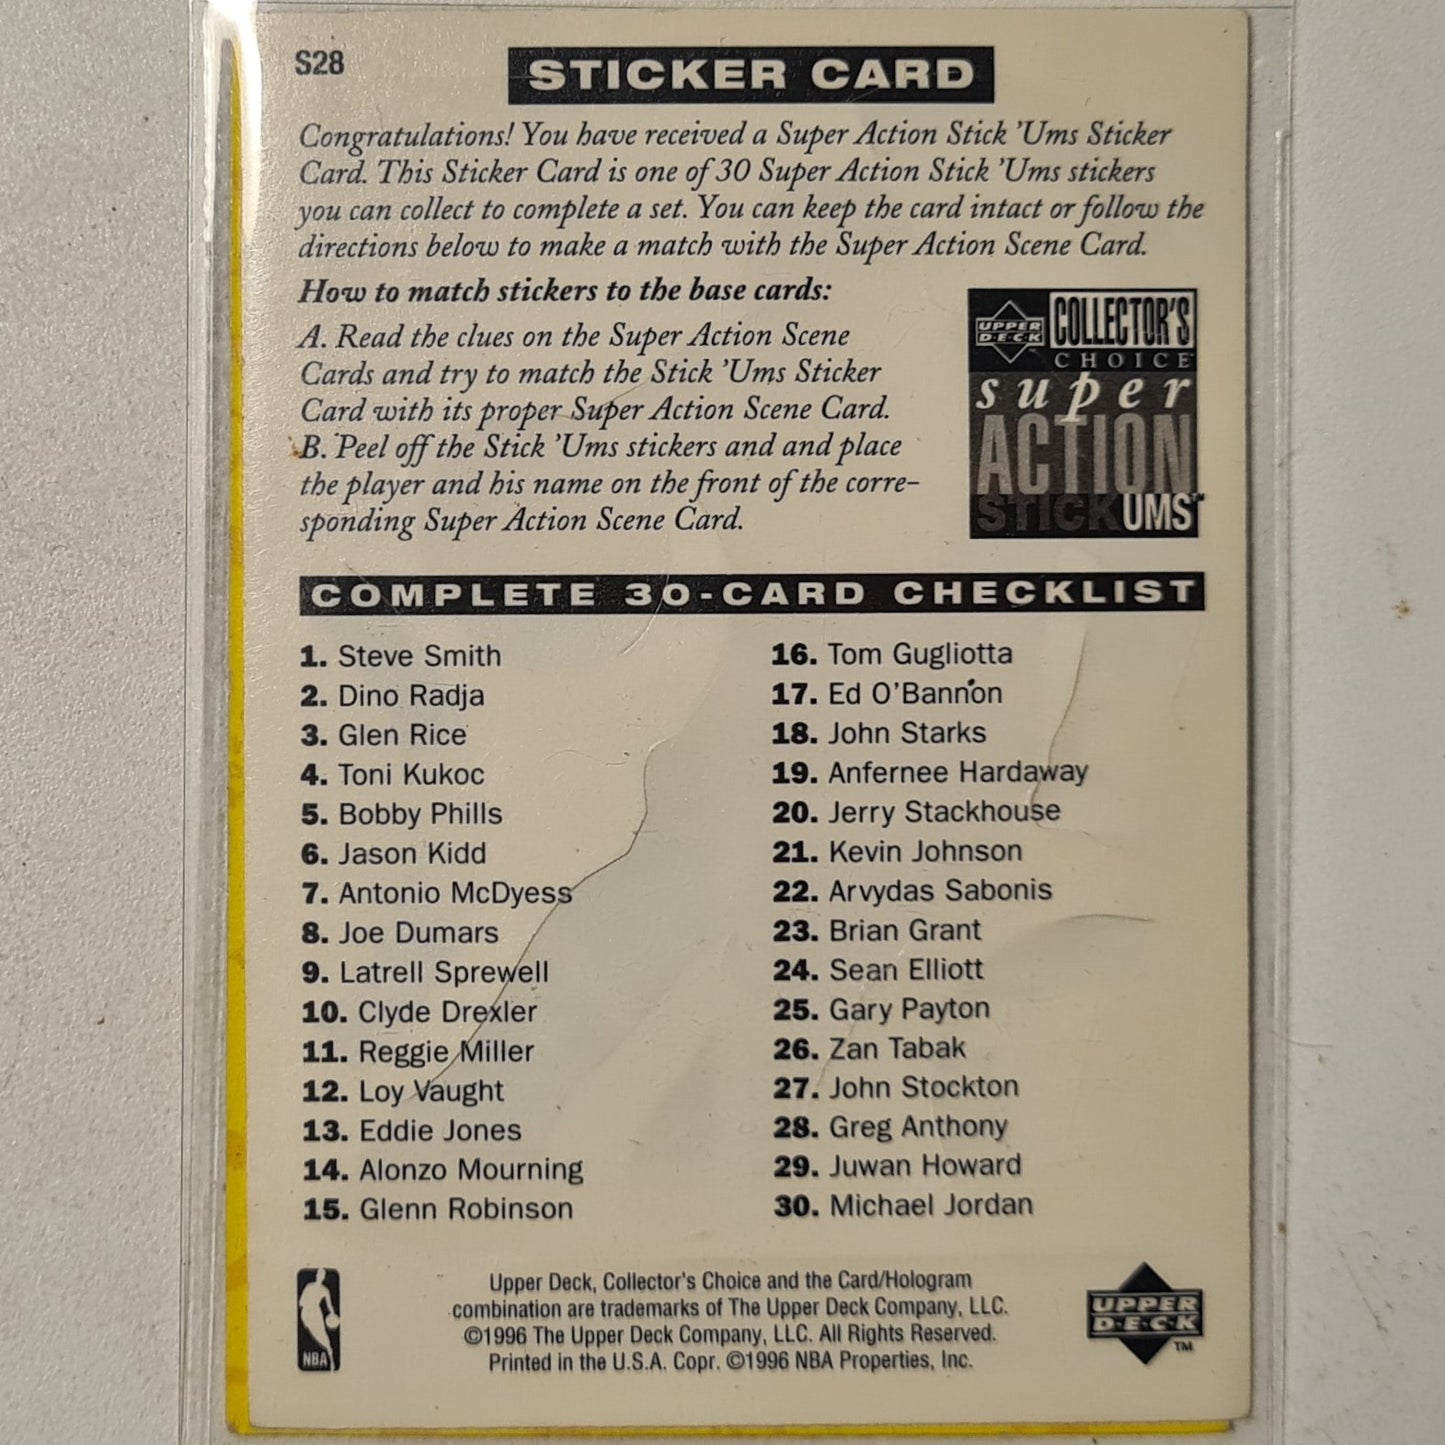 S28
STICKER CARD
Congratulations! You have received a Super Action Stick 'Ums Sticker
Card. This Sticker Card is one of 30 Super Action Stick 'Ums stickers
you can collect to complete a set. You can keep the card intact or follow the
directions below to make a match with the Super Action Scene Card.
How to match stickers to the base cards:
A. Read the clues on the Super Action Scene
Cards and try to match the Stick 'Ums Sticker
Card with its proper Super Action Scene Card.
B. Peel off the Stick 'Ums stickers and and place
the player and his name on the front of the corre-
sponding Super Action Scene Card.
UPPER
DECK
COLLECTOR'S
CHOICE
super
ACTION
STICKUMS™
COMPLETE 30-CARD CHECKLIST
1. Steve Smith
2. Dino Radja
3. Glen Rice
4. Toni Kukoc
5. Bobby Phills
6. Jason Kidd
7. Antonio McDyess
8. Joe Dumars
9. Latrell Sprewell
10. Clyde Drexler
11. Reggie Miller
12. Loy Vaught
13. Eddie Jones
14. Alonzo Mourning
15. Glenn Robinson
16. Tom Gugliotta
17. Ed O'Bannon
18. John Starks
19. Anfernee Hardaway
20. Jerry Stackhouse
21. Kevin Johnson
22. Arvydas Sabonis
23. Brian Grant
24. Sean Elliott
25. Gary Payton
26. Zan Tabak
27. John Stockton
28. Greg Anthony
29. Juwan Howard
30. Michael Jordan
NBA
Upper Deck, Collector's Choice and the Card/Hologram
combination are trademarks of The Upper Deck Company, LLC.
©1996 The Upper Deck Company, LLC. All Rights Reserved.
Printed in the U.S.A. Copr. ©1996 NBA Properties, Inc.
UPPER
D·E·C·K
™